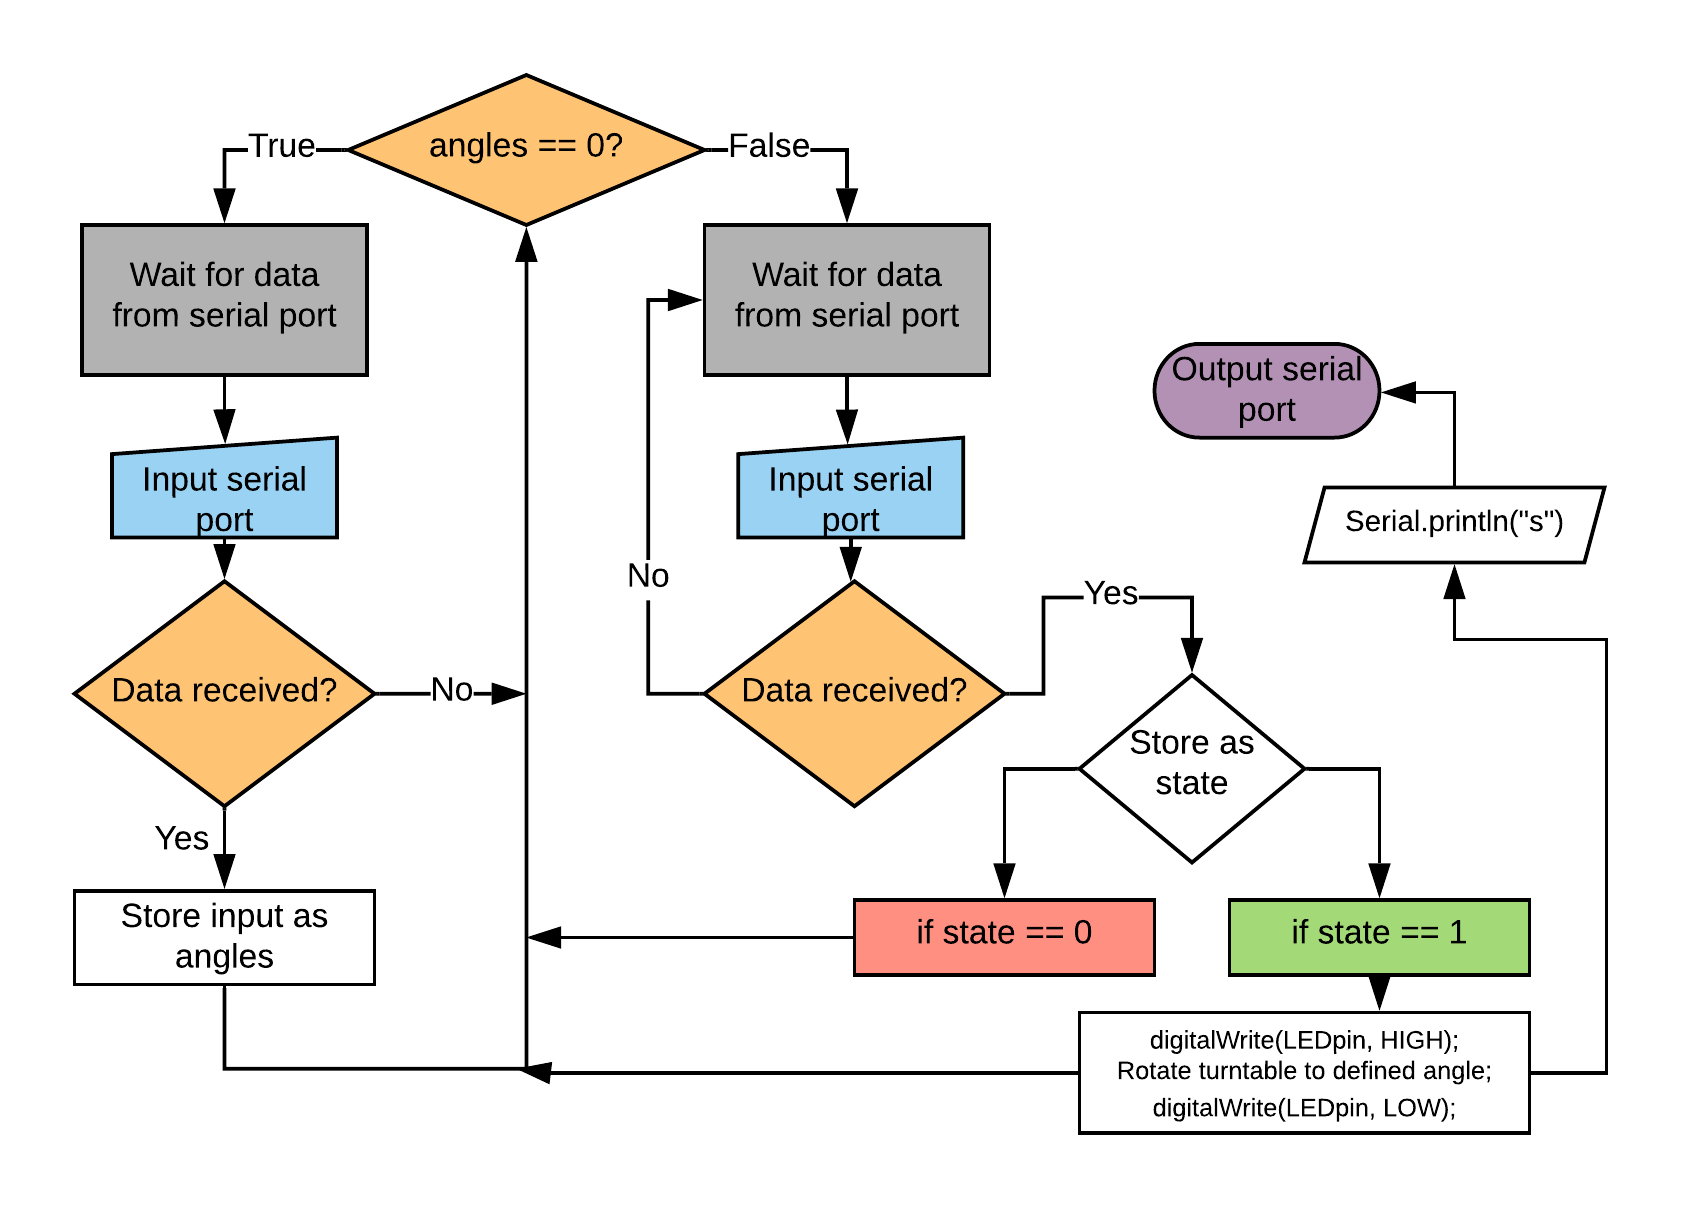 angles == 0?
True
False
Wait for data
from serial port
Wait for data
from serial port
Output serial
port
Input serial
port
Input serial
port
Serial.println("s")
No
Yes
Data received?
No
Data received?
Store as
state
Yes
Store input as
angles
if state == 0
if state == 1
digitalWrite(LEDpin, HIGH);
Rotate turntable to defined angle;
digitalWrite(LEDpin, LOW);